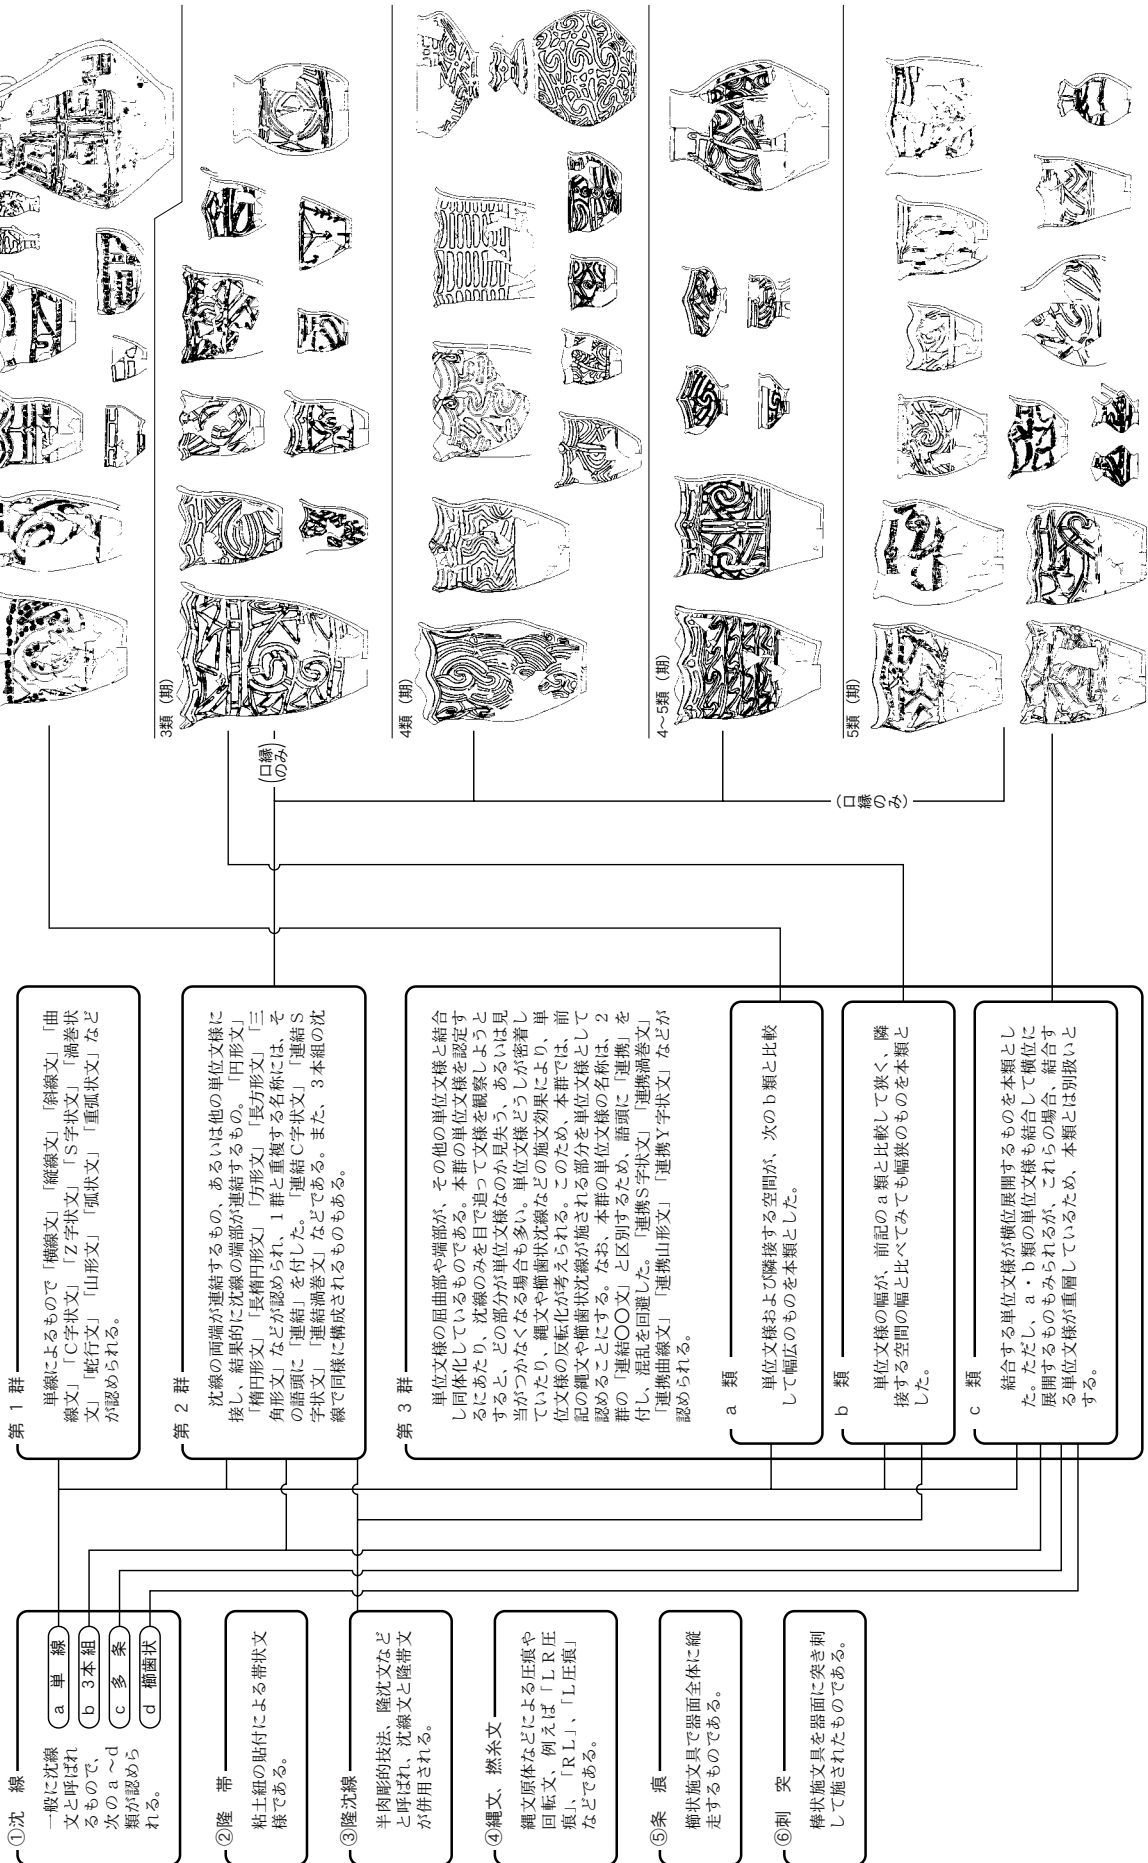 ①沈　線
一般に沈線
文と呼ばれ
るもので、
次のａ～ｄ
類が認めら
れる。
ａ 単　線
ｂ ３本組
ｃ 多　条
ｄ 櫛歯状
②隆　帯
粘土紐の貼付による帯状文
様である。
③隆沈線
半肉彫的技法、隆沈文など
と呼ばれ、沈線文と隆帯文
が併用される。
④縄文、撚糸文
縄文原体などによる圧痕や
回転文、例えば「ＬＲ圧
痕」、「ＲＬ」、「Ｌ圧痕」
などである。
⑤条　痕
櫛状施文具で器面全体に縦
走するものである。
⑥刺　突
棒状施文具を器面に突き刺
して施されたものである。
第　１　群
単線によるもので「横線文」「縦線文」「斜線文」「曲
線文」「Ｃ字状文」「Ｚ字状文」「Ｓ字状文」「渦巻状
文」「蛇行文」「山形文」「弧状文」「重弧状文」など
が認められる。
第　２　群
沈線の両端が連結するもの、あるいは他の単位文様に
接し、結果的に沈線の端部が連結するもの。「円形文」
「楕円形文」「長楕円形文」「方形文」「長方形文」「三
角形文」などが認められ、１群と重複する名称には、そ
の語頭に「連結」を付した。「連結Ｃ字状文」「連結Ｓ
字状文」「連結渦巻文」などである。また、３本組の沈
線で同様に構成されるものもある。
第　３　群
単位文様の屈曲部や端部が、その他の単位文様と結合
し同体化しているものである。本群の単位文様を認定す
るにあたり、沈線のみを目で追って文様を観察しようと
すると、どの部分が単位文様なのか見失う、あるいは見
当がつかなくなる場合も多い。単位文様どうしが密着し
ていたり、縄文や櫛歯状沈線などの施文効果により、単
位文様の反転化が考えられる。このため、本群では、前
記の縄文や櫛歯状沈線が施される部分を単位文様として
認めることにする。なお、本群の単位文様の名称は、２
群の「連結○○文」と区別するため、語頭に「連携」を
付し、混乱を回避した。「連携Ｓ字状文」「連携渦巻文」
「連携曲線文」「連携山形文」「連携Ｙ字状文」などが
認められる。
ａ　類
単位文様および隣接する空間が、次のｂ類と比較
して幅広のものを本類とした。
ｂ　類
単位文様の幅が、前記のａ類と比較して狭く、隣
接する空間の幅と比べてみても幅狭のものを本類と
した。
ｃ　類
結合する単位文様が横位展開するものを本類とし
た。ただし、ａ・ｂ類の単位文様も結合して横位に
展開するものもみられるが、これらの場合、結合す
る単位文様が重層しているため、本類とは別扱いと
する。
(口縁
のみ)
(口縁のみ)
3類（期）
4類（期）
4～5類（期）
5類（期）